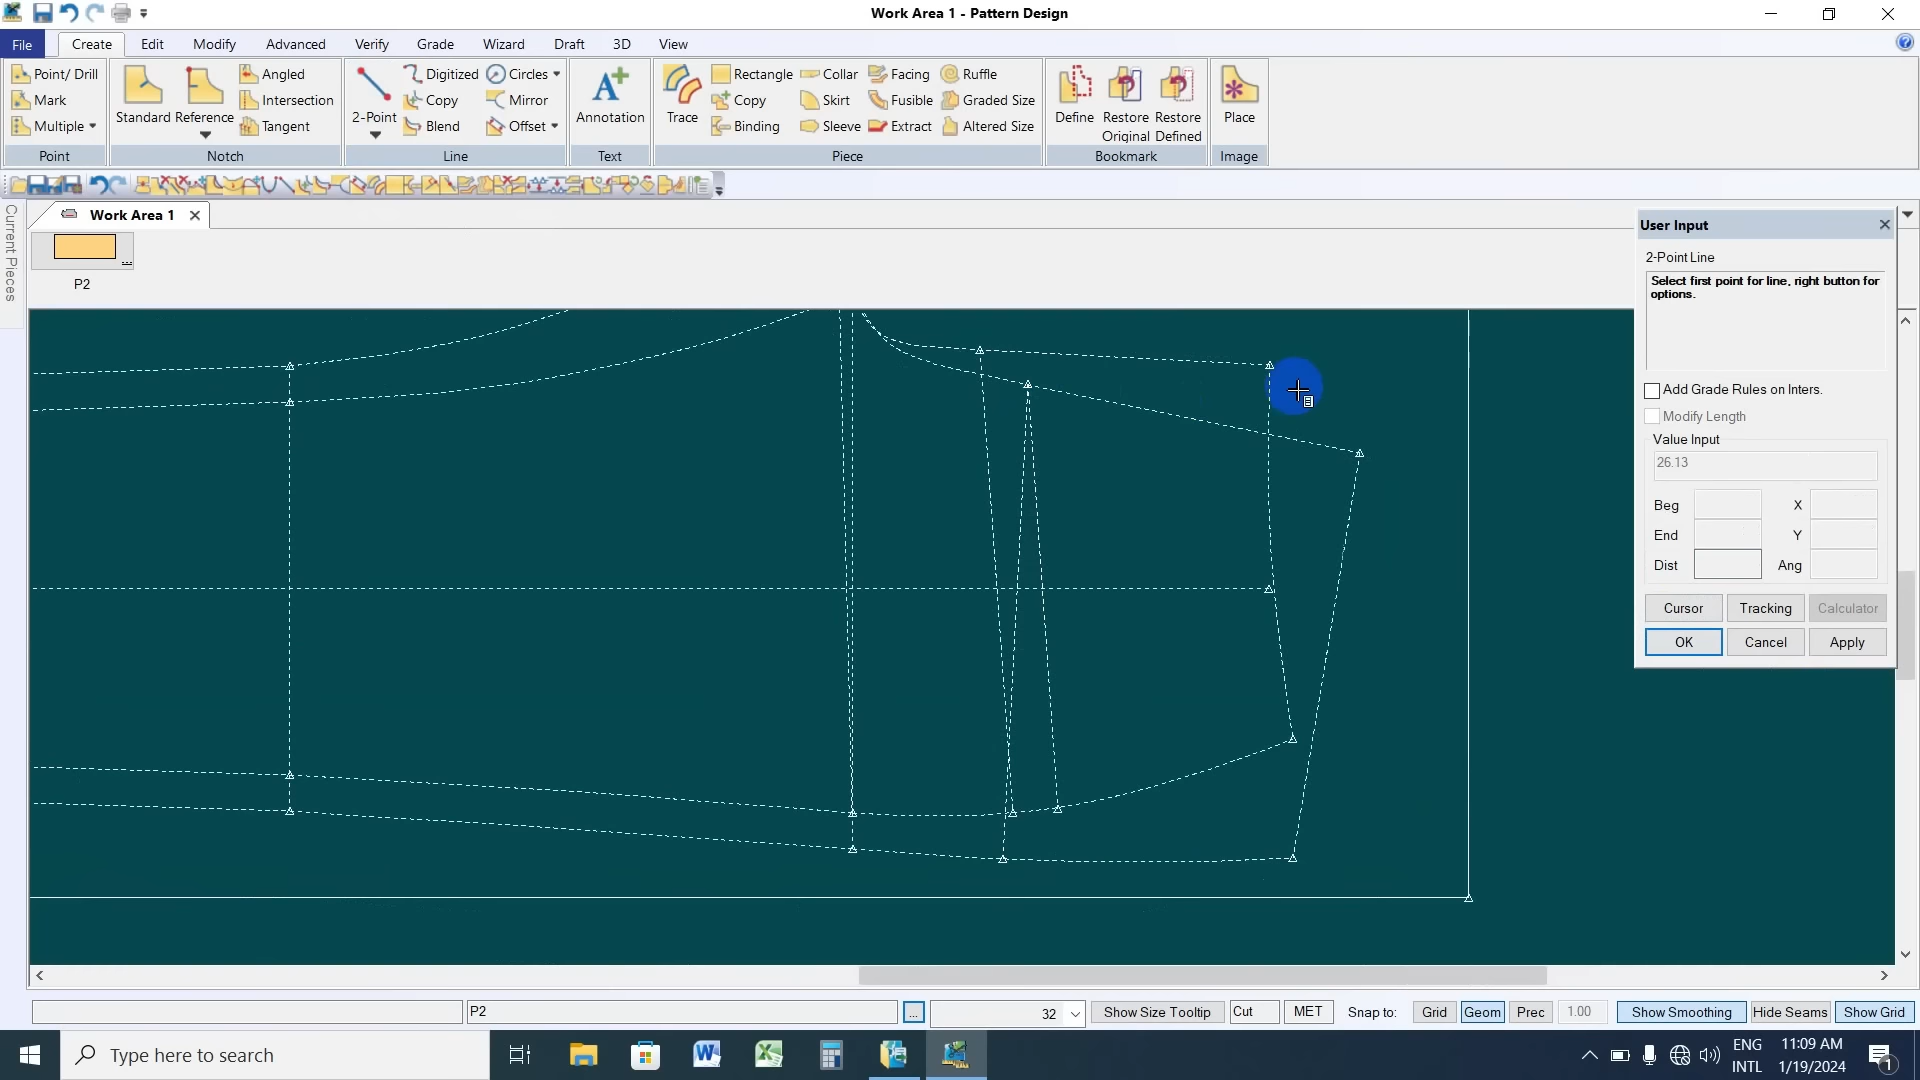 Work Area 1 - Pattern Design
File
Create
Edit
Modify
Advanced
Verify
Grade
Wizard
Draft
3D
View
Point/ Drill
Mark
Multiple
Point
Standard
Reference
Angled
Intersection
Tangent
Notch
2-Point
Digitized
Copy
Blend
Circles
Mirror
Offset
Line
Annotation
Text
Trace
Rectangle
Copy
Binding
Collar
Skirt
Sleeve
Facing
Fusible
Extract
Ruffle
Graded Size
Altered Size
Piece
Define
Restore Original
Restore Defined
Bookmark
Place
Image
Work Area 1
Current Pieces
P2
User Input
2-Point Line
Select first point for line, right button for
options.
Add Grade Rules on Inters.
Modify Length
Value Input
26.13
Beg
X
End
Y
Dist
Ang
Cursor
Tracking
Calculator
OK
Cancel
Apply
P2
...
32
Show Size Tooltip
Cut
MET
Snap to:
Grid
Geom
Prec
1.00
Show Smoothing
Hide Seams
Show Grid
Type here to search
ENG
INTL
11:09 AM
1/19/2024
1